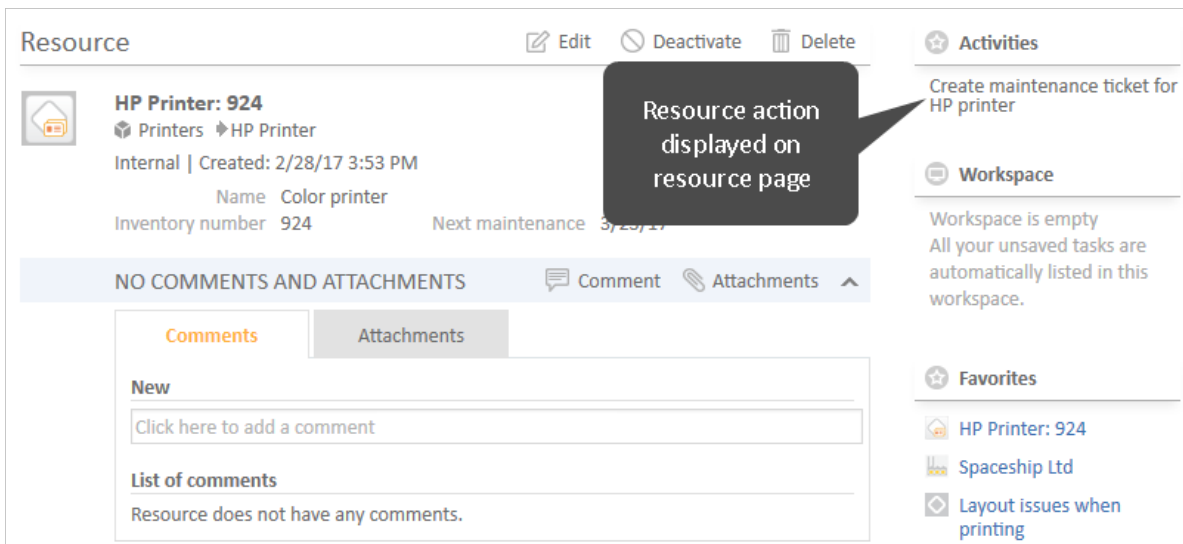 Resource
Edit Deactivate Delete
HP Printer: 924
Printers HP Printer
Internal | Created: 2/28/17 3:53 PM
Name Color printer
Inventory number 924 Next maintenance
Resource action
displayed on
resource page
NO COMMENTS AND ATTACHMENTS Comment Attachments
Comments Attachments
New
Click here to add a comment
List of comments
Resource does not have any comments.
Activities
Create maintenance ticket for
HP printer
Workspace
Workspace is empty
All your unsaved tasks are
automatically listed in this
workspace.
Favorites
HP Printer: 924
Spaceship Ltd
Layout issues when
printing